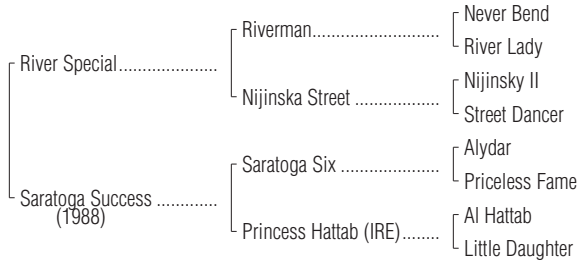 Never Bend
Riverman......................................
River Lady
River Special.....................
Nijinsky II
Nijinska Street .........................
Street Dancer
Alydar
Saratoga Six .............................
Priceless Fame
Saratoga Success .............
(1988)
Al Hattab
Princess Hattab (IRE)........
Little Daughter